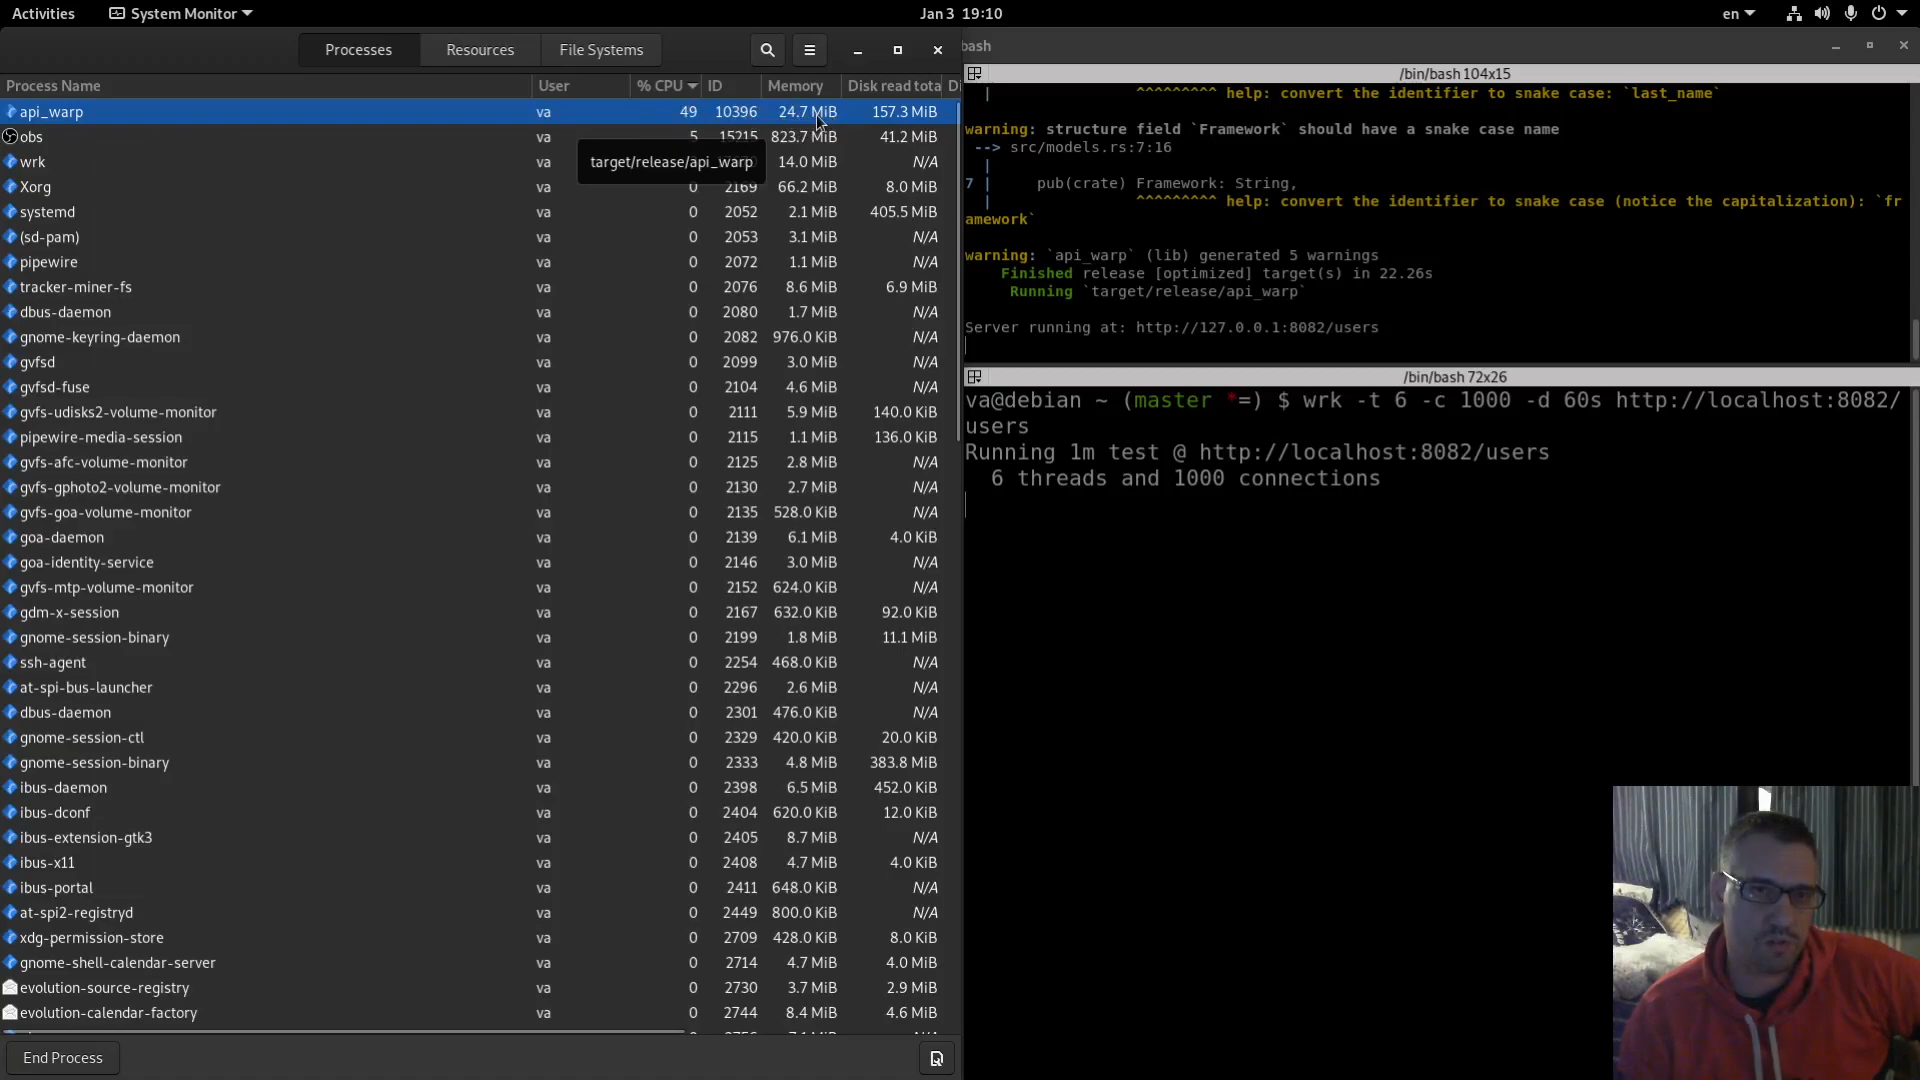 Activities System Monitor Jan 3 19:10 en
Processes Resources File Systems
Process Name User % CPU ID Memory Disk read tota Di
api_warp va 49 10396 24.7 MiB 157.3 MiB
obs va 5 15215 823.7 MiB 41.2 MiB
wrk va 14.0 MiB N/A
target/release/api_warp
Xorg va 0 2169 66.2 MiB 8.0 MiB
systemd va 0 2052 2.1 MiB 405.5 MiB
(sd-pam) va 0 2053 3.1 MiB N/A
pipewire va 0 2072 1.1 MiB N/A
tracker-miner-fs va 0 2076 8.6 MiB 6.9 MiB
dbus-daemon va 0 2080 1.7 MiB N/A
gnome-keyring-daemon va 0 2082 976.0 KiB N/A
gvfsd va 0 2099 3.0 MiB N/A
gvfsd-fuse va 0 2104 4.6 MiB N/A
gvfs-udisks2-volume-monitor va 0 2111 5.9 MiB 140.0 KiB
pipewire-media-session va 0 2115 1.1 MiB 136.0 KiB
gvfs-afc-volume-monitor va 0 2125 2.8 MiB N/A
gvfs-gphoto2-volume-monitor va 0 2130 2.7 MiB N/A
gvfs-goa-volume-monitor va 0 2135 528.0 KiB N/A
goa-daemon va 0 2139 6.1 MiB 4.0 KiB
goa-identity-service va 0 2146 3.0 MiB N/A
gvfs-mtp-volume-monitor va 0 2152 624.0 KiB N/A
gdm-x-session va 0 2167 632.0 KiB 92.0 KiB
gnome-session-binary va 0 2199 1.8 MiB 11.1 MiB
ssh-agent va 0 2254 468.0 KiB N/A
at-spi-bus-launcher va 0 2296 2.6 MiB N/A
dbus-daemon va 0 2301 476.0 KiB N/A
gnome-session-ctl va 0 2329 420.0 KiB 20.0 KiB
gnome-session-binary va 0 2333 4.8 MiB 383.8 MiB
ibus-daemon va 0 2398 6.5 MiB 452.0 KiB
ibus-dconf va 0 2404 620.0 KiB 12.0 KiB
ibus-extension-gtk3 va 0 2405 8.7 MiB N/A
ibus-x11 va 0 2408 4.7 MiB 4.0 KiB
ibus-portal va 0 2411 648.0 KiB N/A
at-spi2-registryd va 0 2449 800.0 KiB N/A
xdg-permission-store va 0 2709 428.0 KiB 8.0 KiB
gnome-shell-calendar-server va 0 2714 4.7 MiB 4.0 MiB
evolution-source-registry va 0 2730 3.7 MiB 2.9 MiB
evolution-calendar-factory va 0 2744 8.4 MiB 4.6 MiB
End Process
bash
/bin/bash 104x15
| ^^^^^^^^^ help: convert the identifier to snake case: `last_name`
warning: structure field `Framework` should have a snake case name
--> src/models.rs:7:16
|
7 | pub(crate) Framework: String,
| ^^^^^^^^^ help: convert the identifier to snake case (notice the capitalization): `fr
amework`
warning: `api_warp` (lib) generated 5 warnings
Finished release [optimized] target(s) in 22.26s
Running `target/release/api_warp`
Server running at: http://127.0.0.1:8082/users
/bin/bash 72x26
va@debian ~ (master *=) $ wrk -t 6 -c 1000 -d 60s http://localhost:8082/
users
Running 1m test @ http://localhost:8082/users
6 threads and 1000 connections